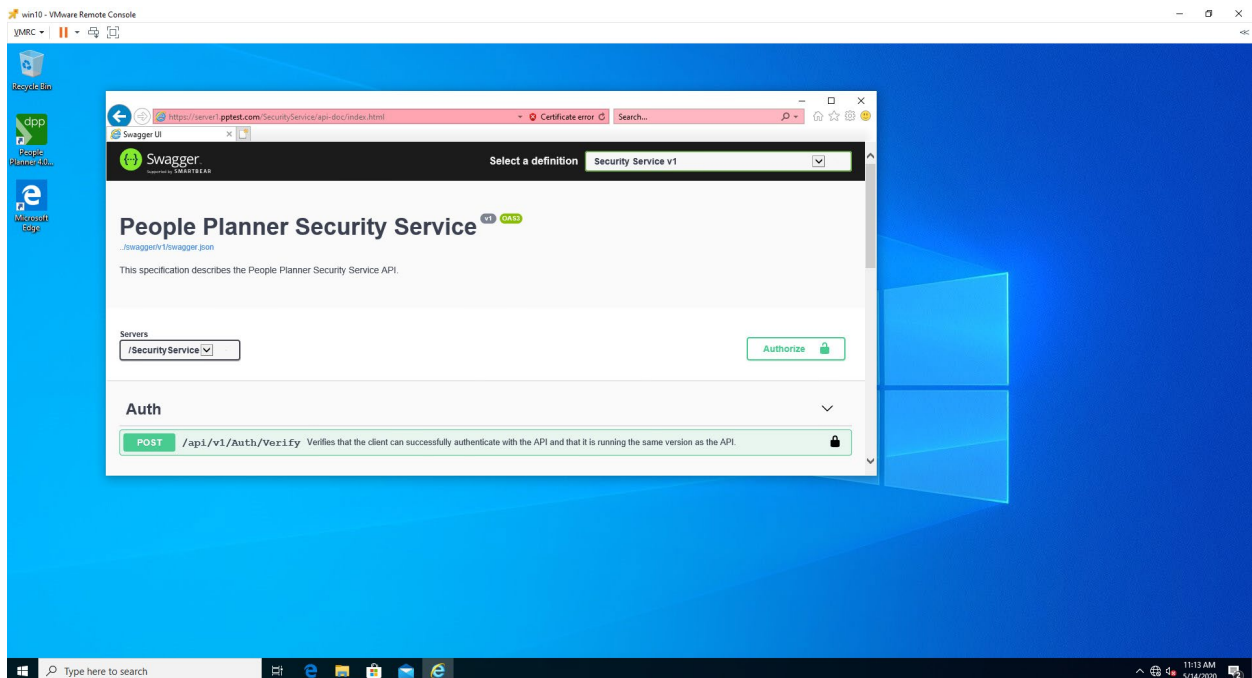 win10 - VMware Remote Console
VMRC
Recycle Bin
dpp
People
Planner 4.0...
Microsoft
Edge
https://server1.pptest.com/SecurityService/api-doc/index.html
Certificate error
Search...
Swagger UI
Swagger.
Supported by SMARTBEAR
Select a definition
Security Service v1
People Planner Security Service v1 OAS3
../swagger/v1/swagger.json
This specification describes the People Planner Security Service API.
Servers
/SecurityService
Authorize
Auth
POST /api/v1/Auth/Verify Verifies that the client can successfully authenticate with the API and that it is running the same version as the API.
Type here to search
11:13 AM
5/14/2020
2